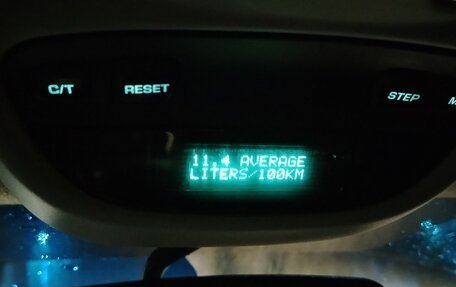 C/T RESET STEP
11.4 AVERAGE
LITERS/100KM